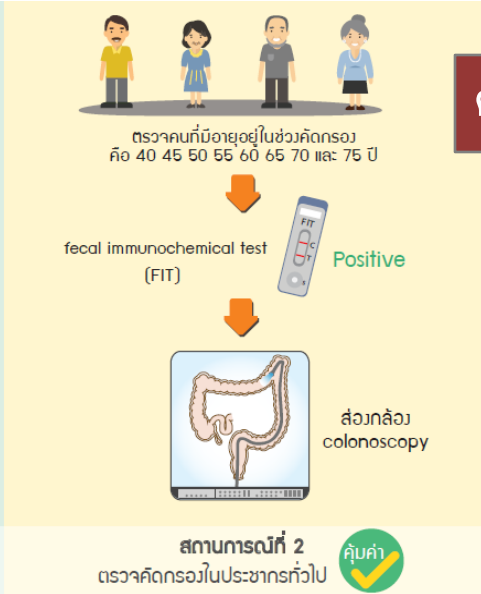 ตรวจคนที่มีอายุอยู่ในช่วงคัดกรอง
คือ 40 45 50 55 60 65 70 และ 75 ปี
fecal immunochemical test
(FIT)
FIT
C
T
S
Positive
ส่องกล้อง
colonoscopy
สถานการณ์ที่ 2
ตรวจคัดกรองในประชากรทั่วไป
คุ้มค่า